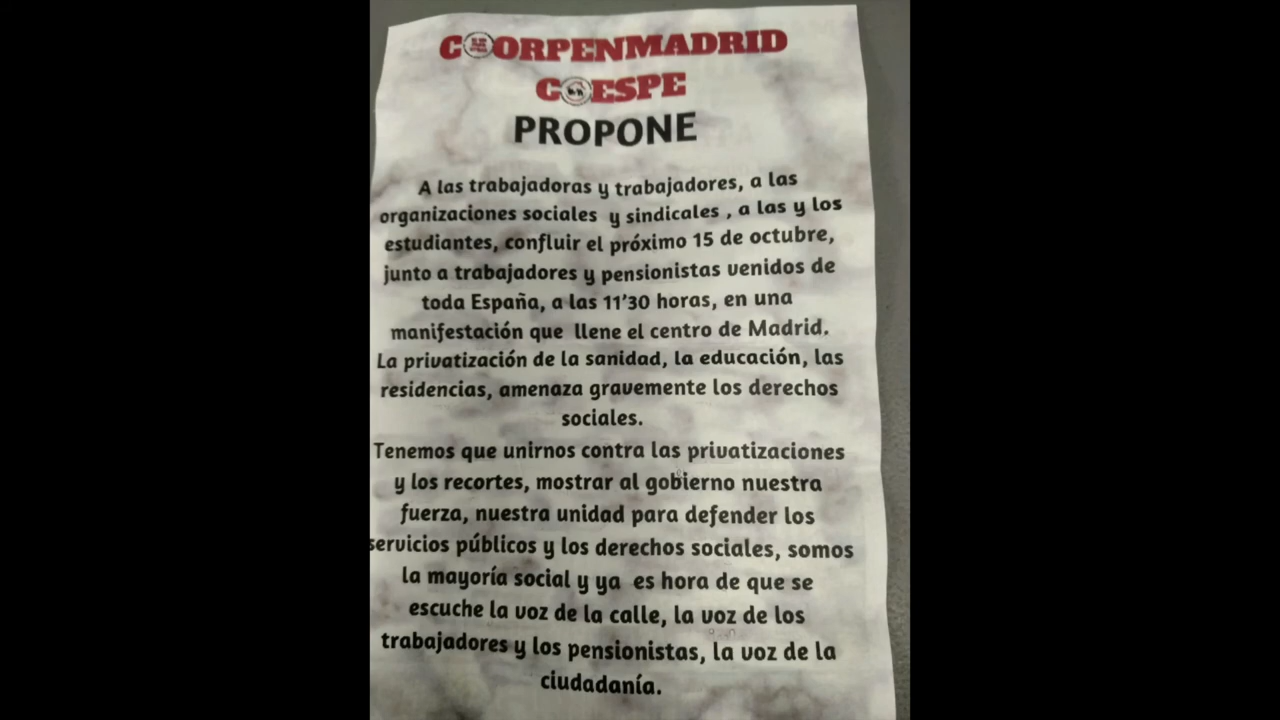 COORPENMADRID
COESPE
PROPONE
A las trabajadoras y trabajadores, a las
organizaciones sociales y sindicales , a las y los
estudiantes, confluir el próximo 15 de octubre,
junto a trabajadores y pensionistas venidos de
toda España, a las 11’30 horas, en una
manifestación que llene el centro de Madrid.
La privatización de la sanidad, la educación, las
residencias, amenaza gravemente los derechos
sociales.
Tenemos que unirnos contra las privatizaciones
y los recortes, mostrar al gobierno nuestra
fuerza, nuestra unidad para defender los
servicios públicos y los derechos sociales, somos
la mayoría social y ya es hora de que se
escuche la voz de la calle, la voz de los
trabajadores y los pensionistas, la voz de la
ciudadanía.